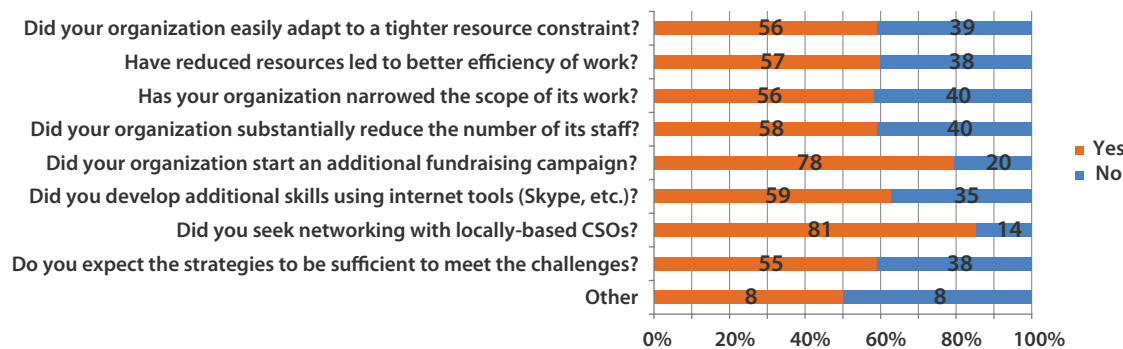 Did your organization easily adapt to a tighter resource constraint? 56 39
Have reduced resources led to better efficiency of work? 57 38
Has your organization narrowed the scope of its work? 56 40
Did your organization substantially reduce the number of its staff? 58 40
Did your organization start an additional fundraising campaign? 78 20
Did you develop additional skills using internet tools (Skype, etc.)? 59 35
Did you seek networking with locally-based CSOs? 81 14
Do you expect the strategies to be sufficient to meet the challenges? 55 38
Other 8 8
0% 20% 40% 60% 80% 100%
Yes
No